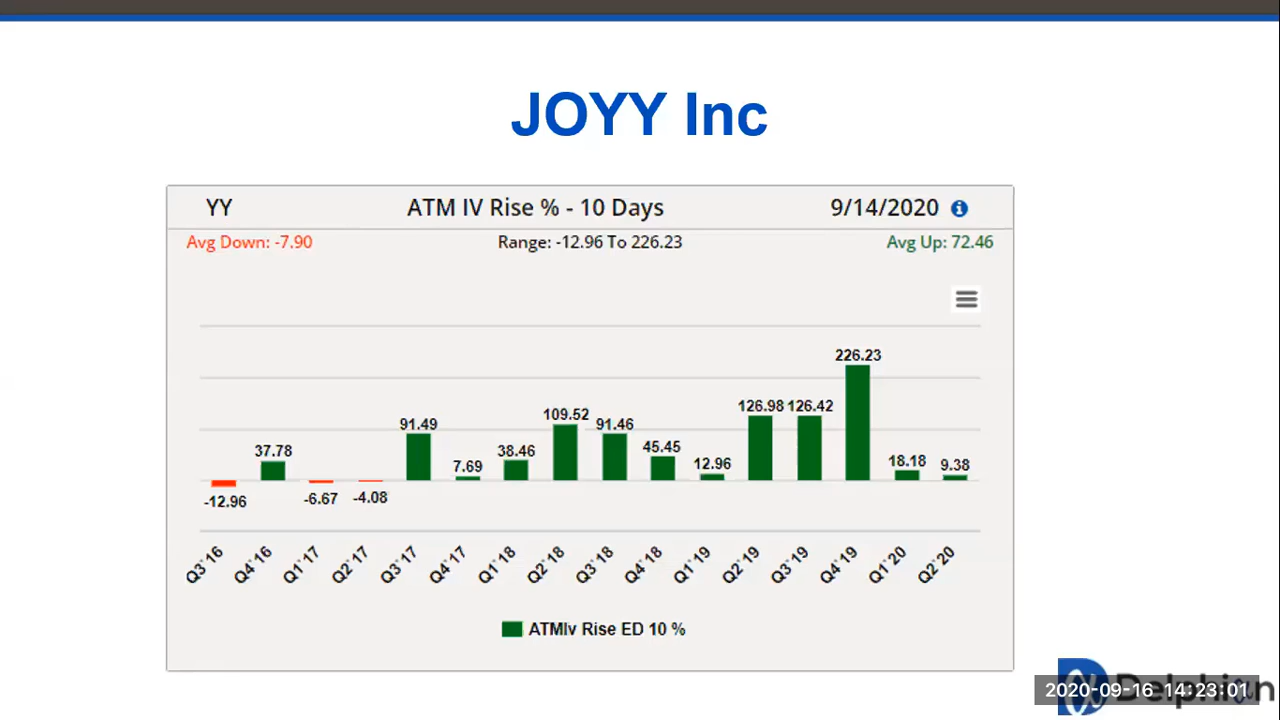 JOYY Inc
YY ATM IV Rise % - 10 Days 9/14/2020
Avg Down: -7.90 Range: -12.96 To 226.23 Avg Up: 72.46
226.23
126.98 126.42
109.52
91.49 91.46
45.45
37.78 38.46
7.69 12.96 18.18 9.38
-12.96 -6.67 -4.08
Q3'16 Q4'16 Q1'17 Q2'17 Q3'17 Q4'17 Q1'18 Q2'18 Q3'18 Q4'18 Q1'19 Q2'19 Q3'19 Q4'19 Q1'20 Q2'20
ATMIv Rise ED 10 %
Delphian
2020-09-16 14:23:01